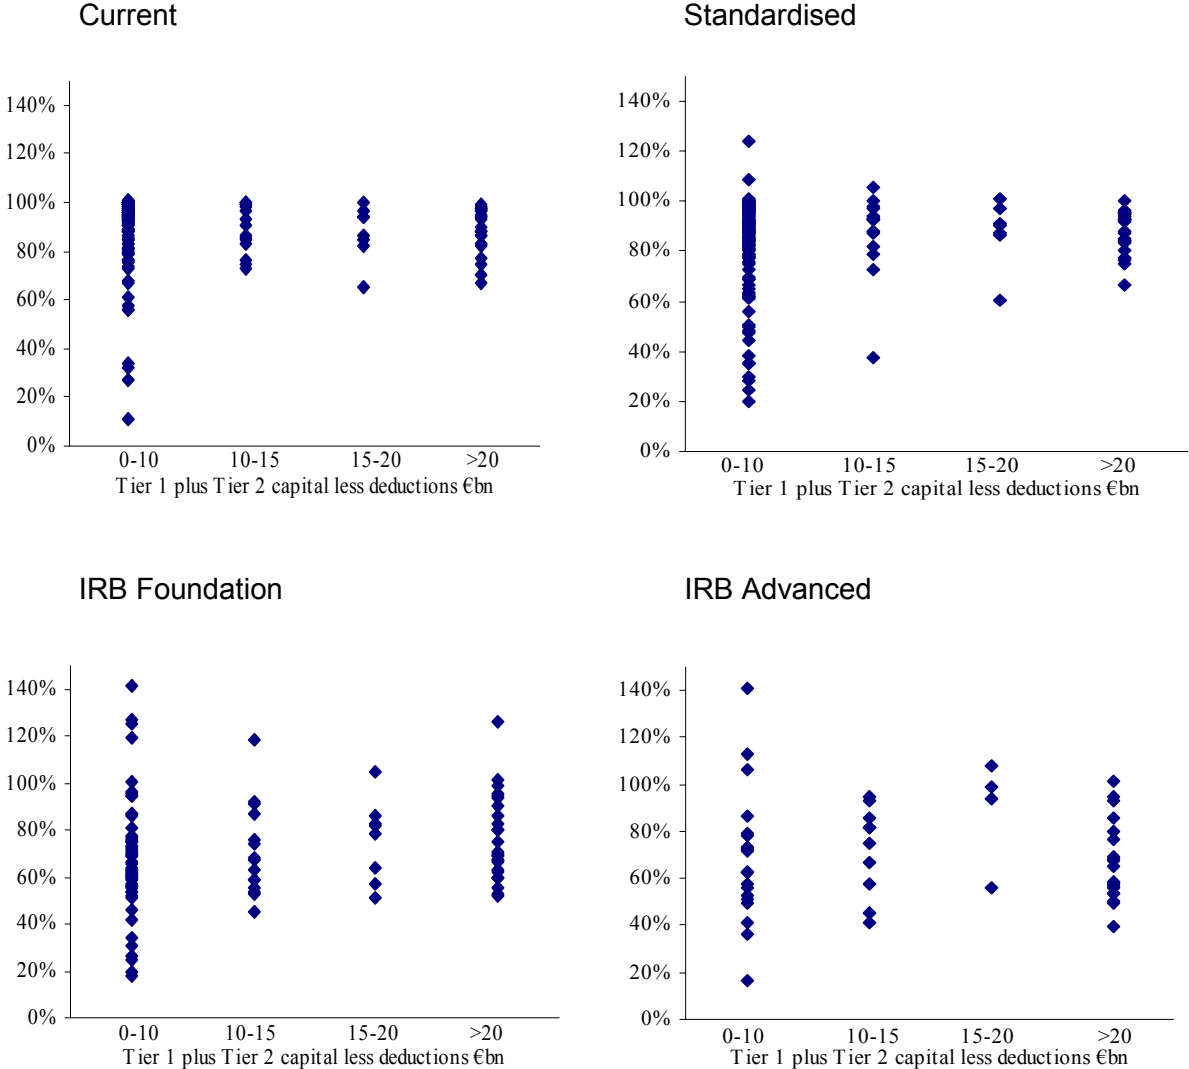 Current
140%
120%
100%
80%
60%
40%
20%
0%
0-10 10-15 15-20 >20
Tier 1 plus Tier 2 capital less deductions €bn
Standardised
140%
120%
100%
80%
60%
40%
20%
0%
0-10 10-15 15-20 >20
Tier 1 plus Tier 2 capital less deductions €bn
IRB Foundation
140%
120%
100%
80%
60%
40%
20%
0%
0-10 10-15 15-20 >20
Tier 1 plus Tier 2 capital less deductions €bn
IRB Advanced
140%
120%
100%
80%
60%
40%
20%
0%
0-10 10-15 15-20 >20
Tier 1 plus Tier 2 capital less deductions €bn